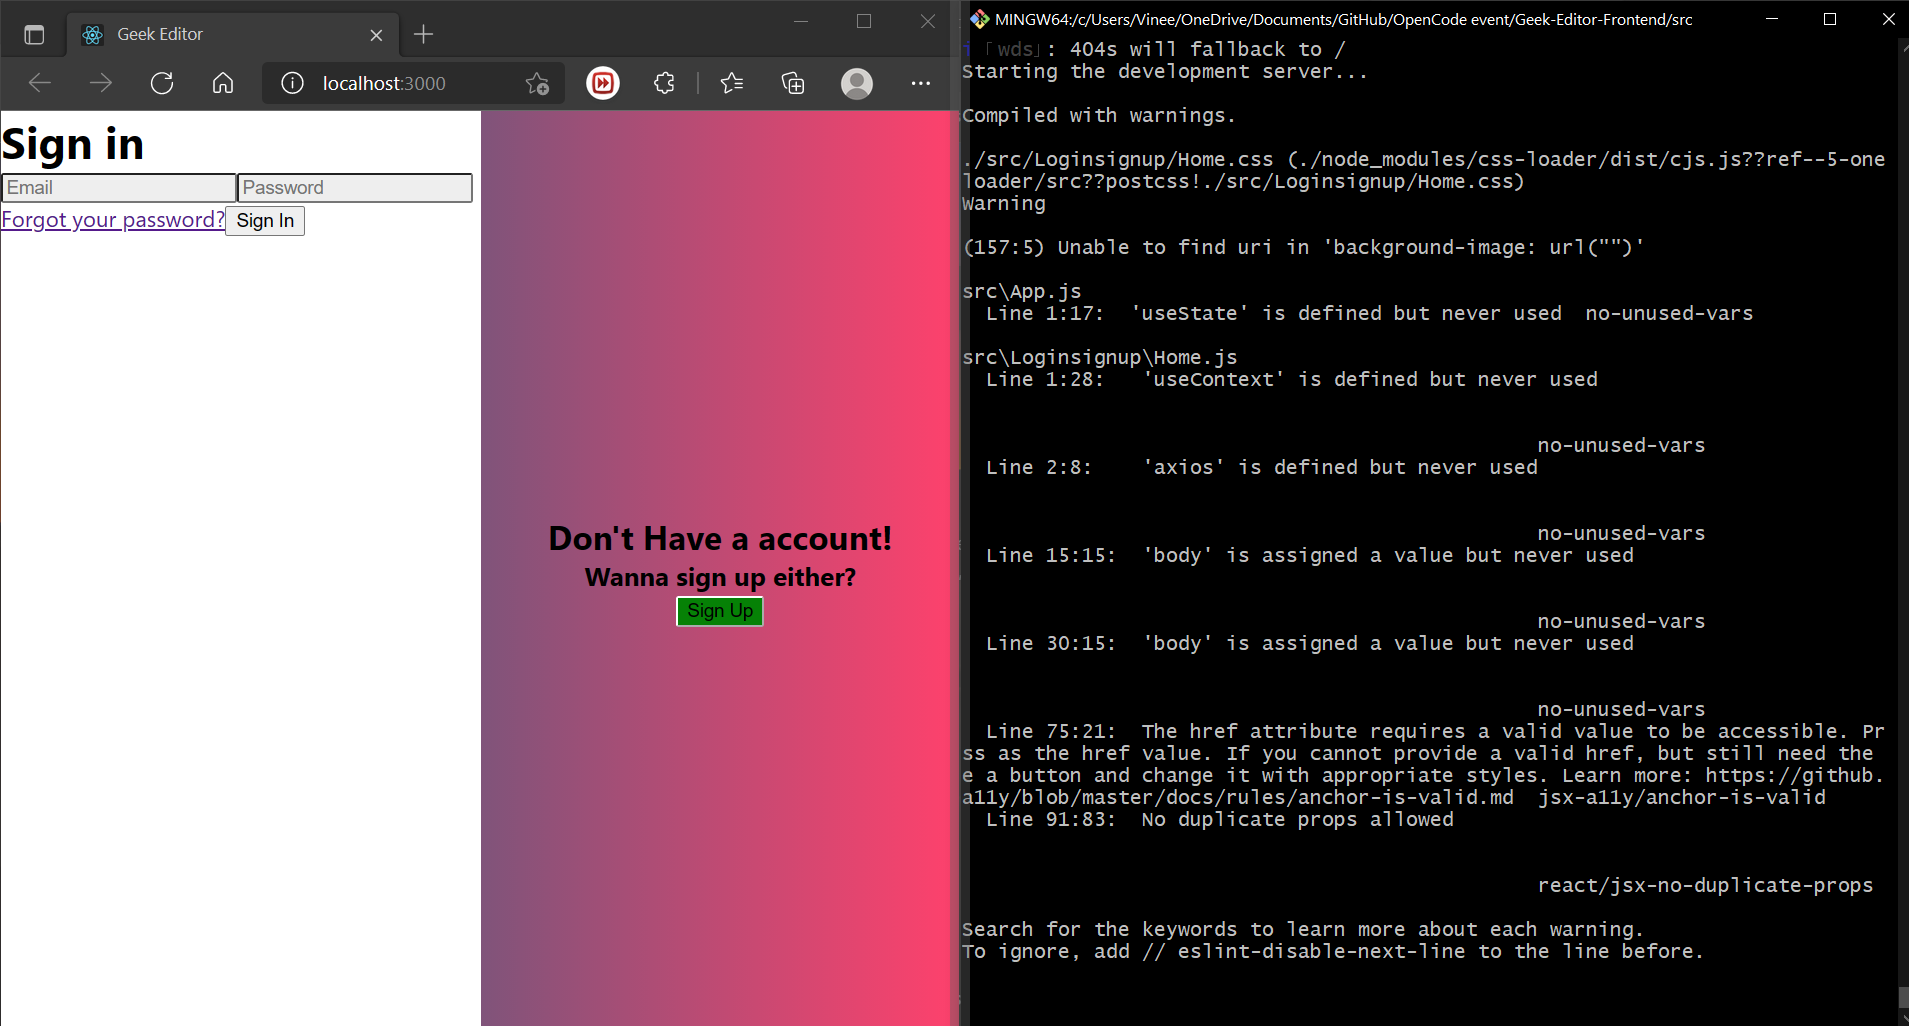 Geek Editor
localhost:3000
Sign in
Email
Password
Forgot your password?
Sign In
Don't Have a account!
Wanna sign up either?
Sign Up
MINGW64:/c/Users/Vinee/OneDrive/Documents/GitHub/OpenCode event/Geek-Editor-Frontend/src
i ｢wds｣: 404s will fallback to /
Starting the development server...
Compiled with warnings.
./src/Loginsignup/Home.css (./node_modules/css-loader/dist/cjs.js??ref--5-one
loader/src??postcss!./src/Loginsignup/Home.css)
Warning
(157:5) Unable to find uri in 'background-image: url("")'
src\App.js
Line 1:17:  'useState' is defined but never used  no-unused-vars
src\Loginsignup\Home.js
Line 1:28:   'useContext' is defined but never used
no-unused-vars
Line 2:8:    'axios' is defined but never used
no-unused-vars
Line 15:15:  'body' is assigned a value but never used
no-unused-vars
Line 30:15:  'body' is assigned a value but never used
no-unused-vars
Line 75:21:  The href attribute requires a valid value to be accessible. Pr
ss as the href value. If you cannot provide a valid href, but still need the
e a button and change it with appropriate styles. Learn more: https://github.
a11y/blob/master/docs/rules/anchor-is-valid.md  jsx-a11y/anchor-is-valid
Line 91:83:  No duplicate props allowed
react/jsx-no-duplicate-props
Search for the keywords to learn more about each warning.
To ignore, add // eslint-disable-next-line to the line before.